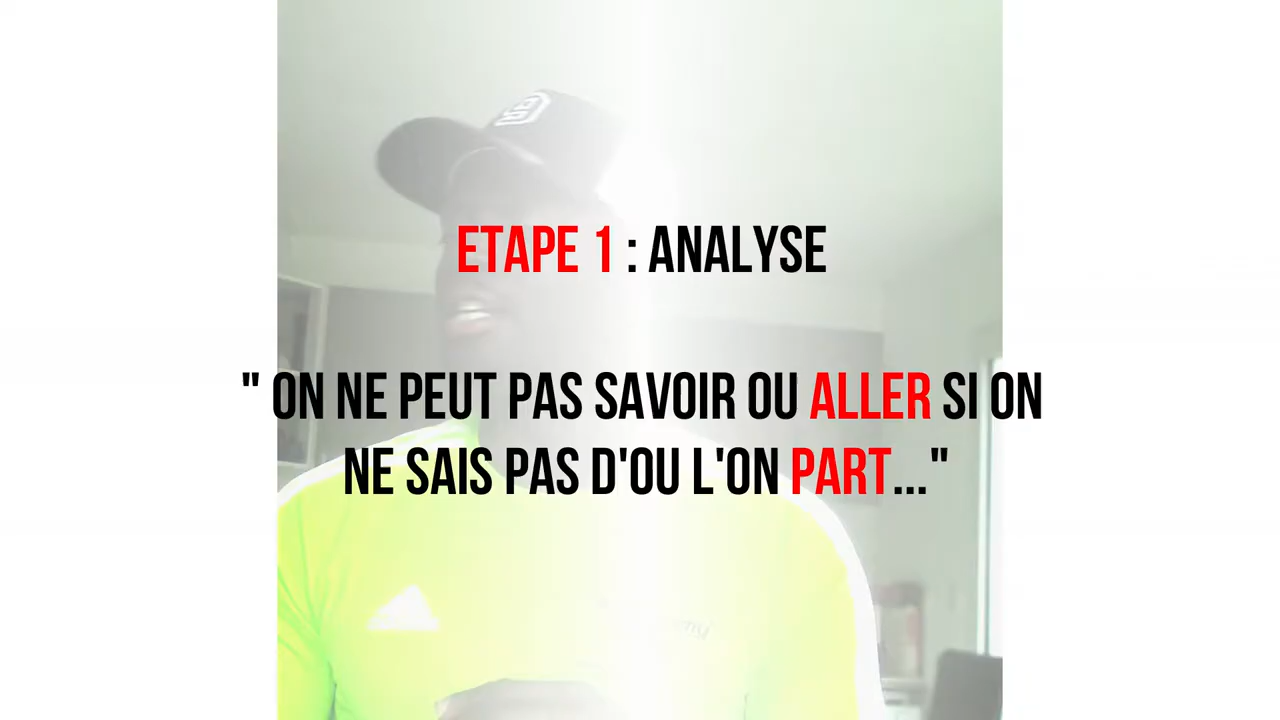 ETAPE 1 : ANALYSE
" ON NE PEUT PAS SAVOIR OU ALLER SI ON
NE SAIS PAS D'OU L'ON PART..."